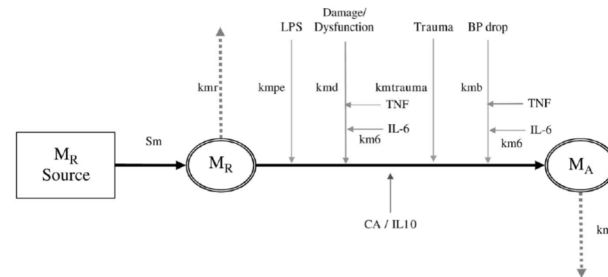 LPS
Damage/
Dysfunction
Trauma
BP drop
kmr
kmpe
kmd
TNF
IL-6
km6
kmtrauma
kmb
TNF
IL-6
km6
M_R
Source
Sm
M_R
M_A
CA / IL10